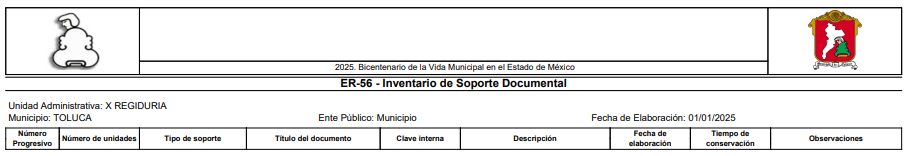 2025. Bicentenario de la Vida Municipal en el Estado de México
ER-56 - Inventario de Soporte Documental
Unidad Administrativa: X REGIDURIA
Municipio: TOLUCA Ente Público: Municipio Fecha de Elaboración: 01/01/2025
Número Progresivo Número de unidades Tipo de soporte Titulo del documento Clave interna Descripción Fecha de elaboración Tiempo de conservación Observaciones